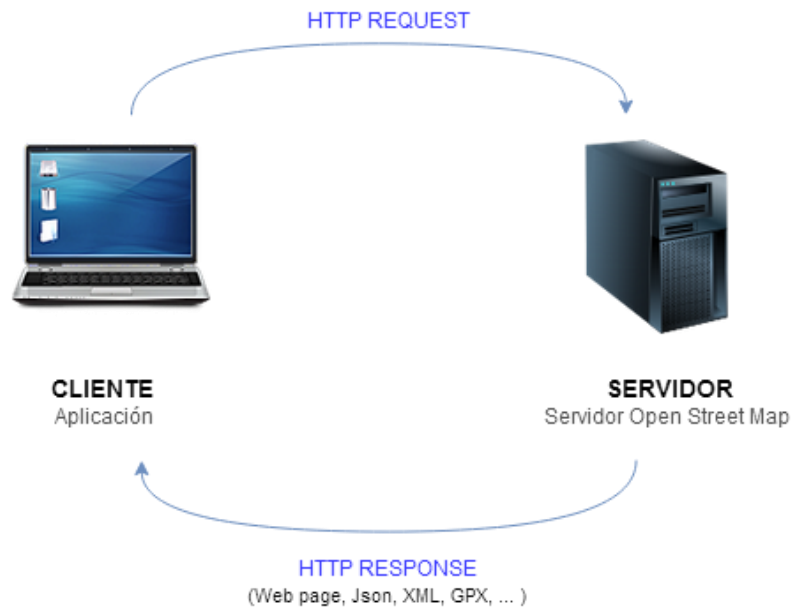 HTTP REQUEST
CLIENTE
Aplicación
SERVIDOR
Servidor Open Street Map
HTTP RESPONSE
(Web page, Json, XML, GPX, ... )